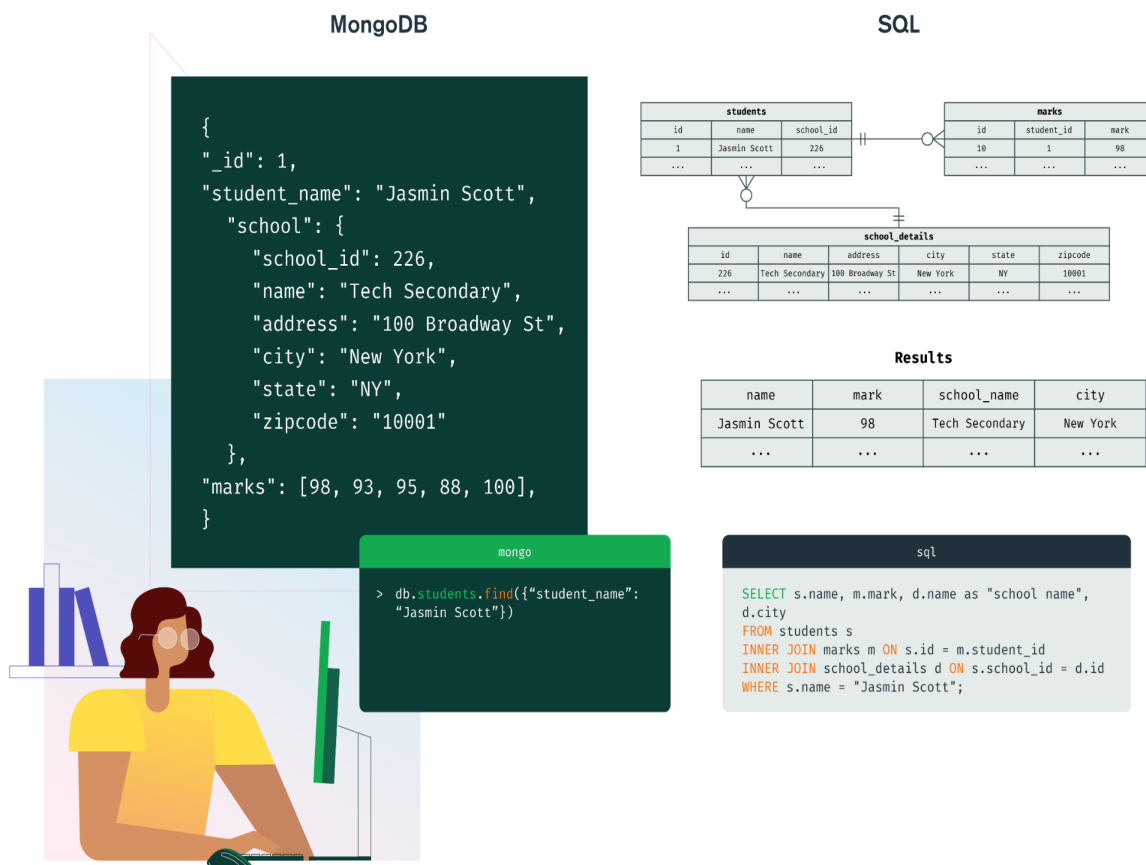 MongoDB
{
"_id": 1,
"student_name": "Jasmin Scott",
"school": {
"school_id": 226,
"name": "Tech Secondary",
"address": "100 Broadway St",
"city": "New York",
"state": "NY",
"zipcode": "10001"
},
"marks": [98, 93, 95, 88, 100],
}
mongo
> db.students.find({“student_name”:
“Jasmin Scott”})
SQL
students
id name school_id
1 Jasmin Scott 226
... ... ...
marks
id student_id mark
10 1 98
... ... ...
school_details
id name address city state zipcode
226 Tech Secondary 100 Broadway St New York NY 10001
... ... ... ... ... ...
Results
name mark school_name city
Jasmin Scott 98 Tech Secondary New York
... ... ... ...
sql
SELECT s.name, m.mark, d.name as "school name",
d.city
FROM students s
INNER JOIN marks m ON s.id = m.student_id
INNER JOIN school_details d ON s.school_id = d.id
WHERE s.name = "Jasmin Scott";